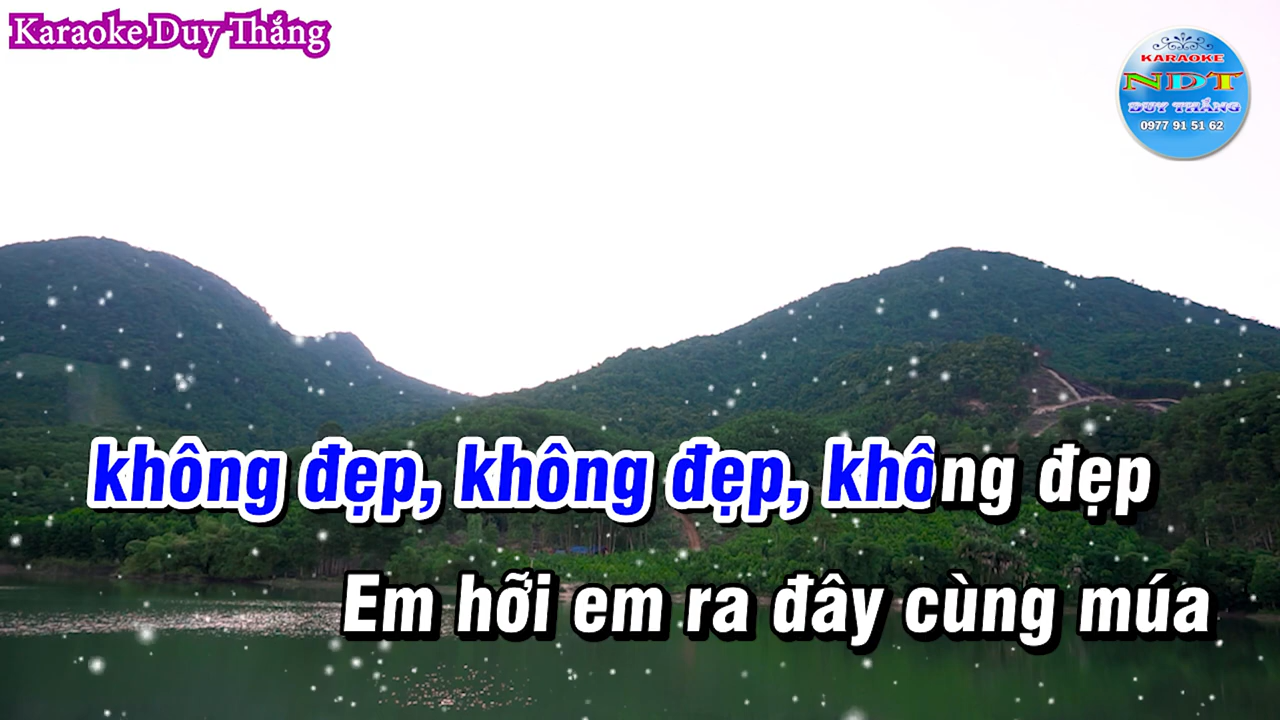 Karaoke Duy Thắng
KARAOKE
NDT
DUY THẮNG
0977 91 51 62
không đẹp, không đẹp, không đẹp
Em hỡi em ra đây cùng múa